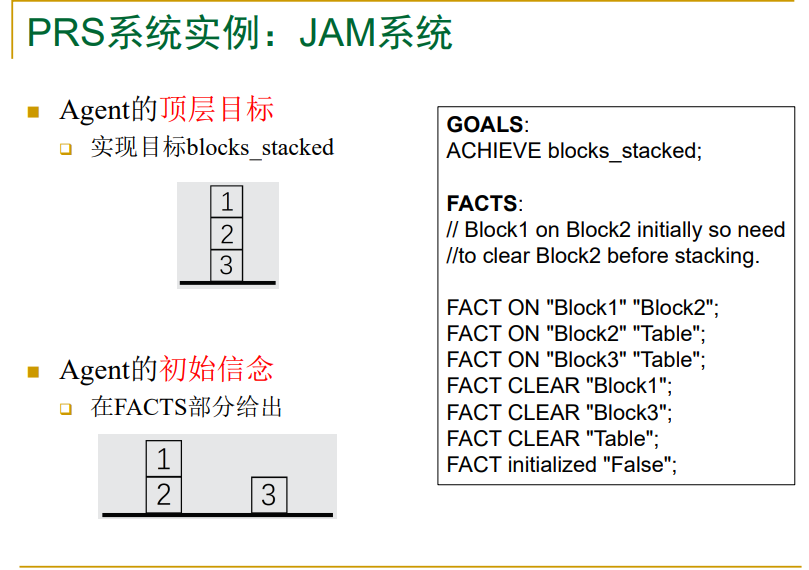 PRS系统实例：JAM系统
Agent的顶层目标
实现目标blocks_stacked
1
2
3
Agent的初始信念
在FACTS部分给出
1
2 3
GOALS:
ACHIEVE blocks_stacked;
FACTS:
// Block1 on Block2 initially so need
//to clear Block2 before stacking.
FACT ON "Block1" "Block2";
FACT ON "Block2" "Table";
FACT ON "Block3" "Table";
FACT CLEAR "Block1";
FACT CLEAR "Block3";
FACT CLEAR "Table";
FACT initialized "False";